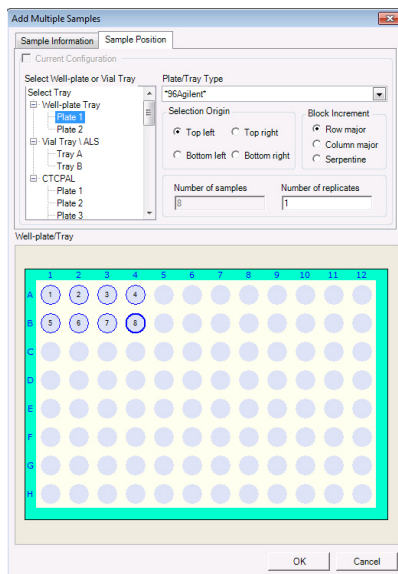 Add Multiple Samples
Sample Information Sample Position
Current Configuration
Select Well-plate or Vial Tray Plate/Tray Type
Select Tray
Well-plate Tray
Plate 1
Plate 2
Vial Tray \ ALS
Tray A
Tray B
CTCPAL
Plate 1
Plate 2
Plate 3
*96Agilent*
Selection Origin
Top left Top right
Bottom left Bottom right
Block Increment
Row major
Column major
Serpentine
Number of samples Number of replicates
8 1
Well-plate/Tray
1 2 3 4 5 6 7 8 9 10 11 12
A 1 2 3 4
B 5 6 7 8
C
D
E
F
G
H
OK Cancel